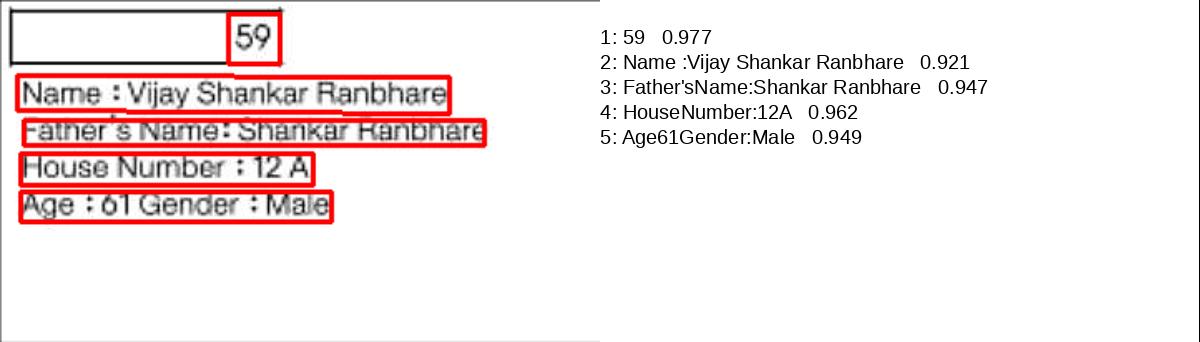 59
Name : Vijay Shankar Ranbhare
Father's Name: Shankar Ranbhare
House Number : 12 A
Age : 61 Gender : Male
1: 59 0.977
2: Name :Vijay Shankar Ranbhare 0.921
3: Father'sName:Shankar Ranbhare 0.947
4: HouseNumber:12A 0.962
5: Age61Gender:Male 0.949